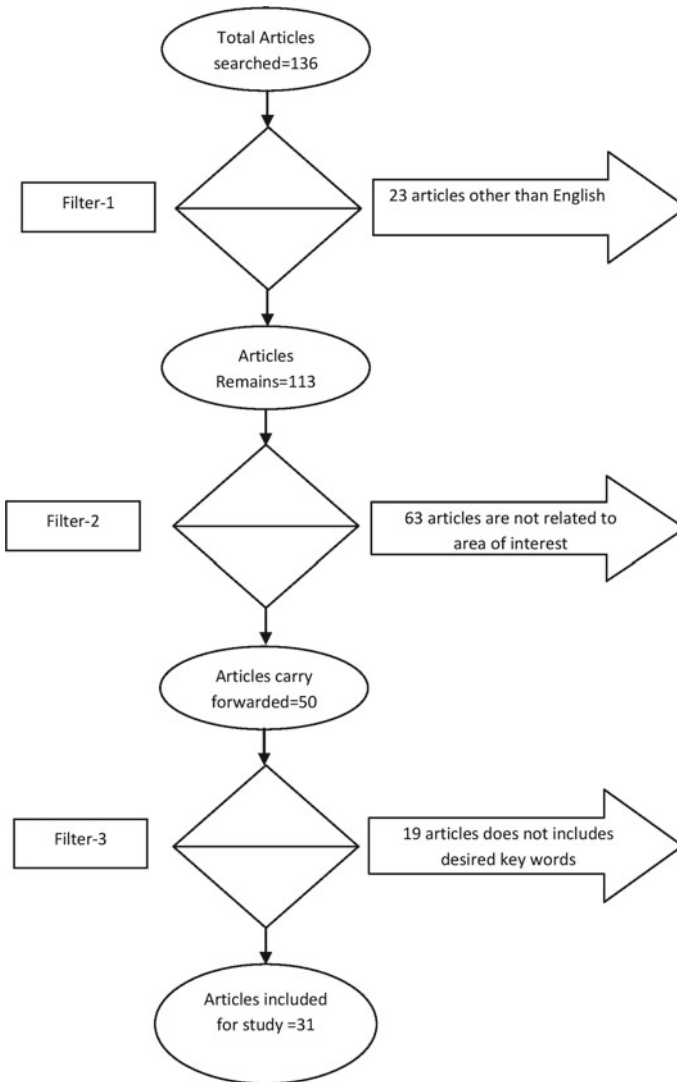 Total Articles
searched=136
Filter-1
23 articles other than English
Articles
Remains=113
Filter-2
63 articles are not related to
area of interest
Articles carry
forwarded=50
Filter-3
19 articles does not includes
desired key words
Articles included
for study =31